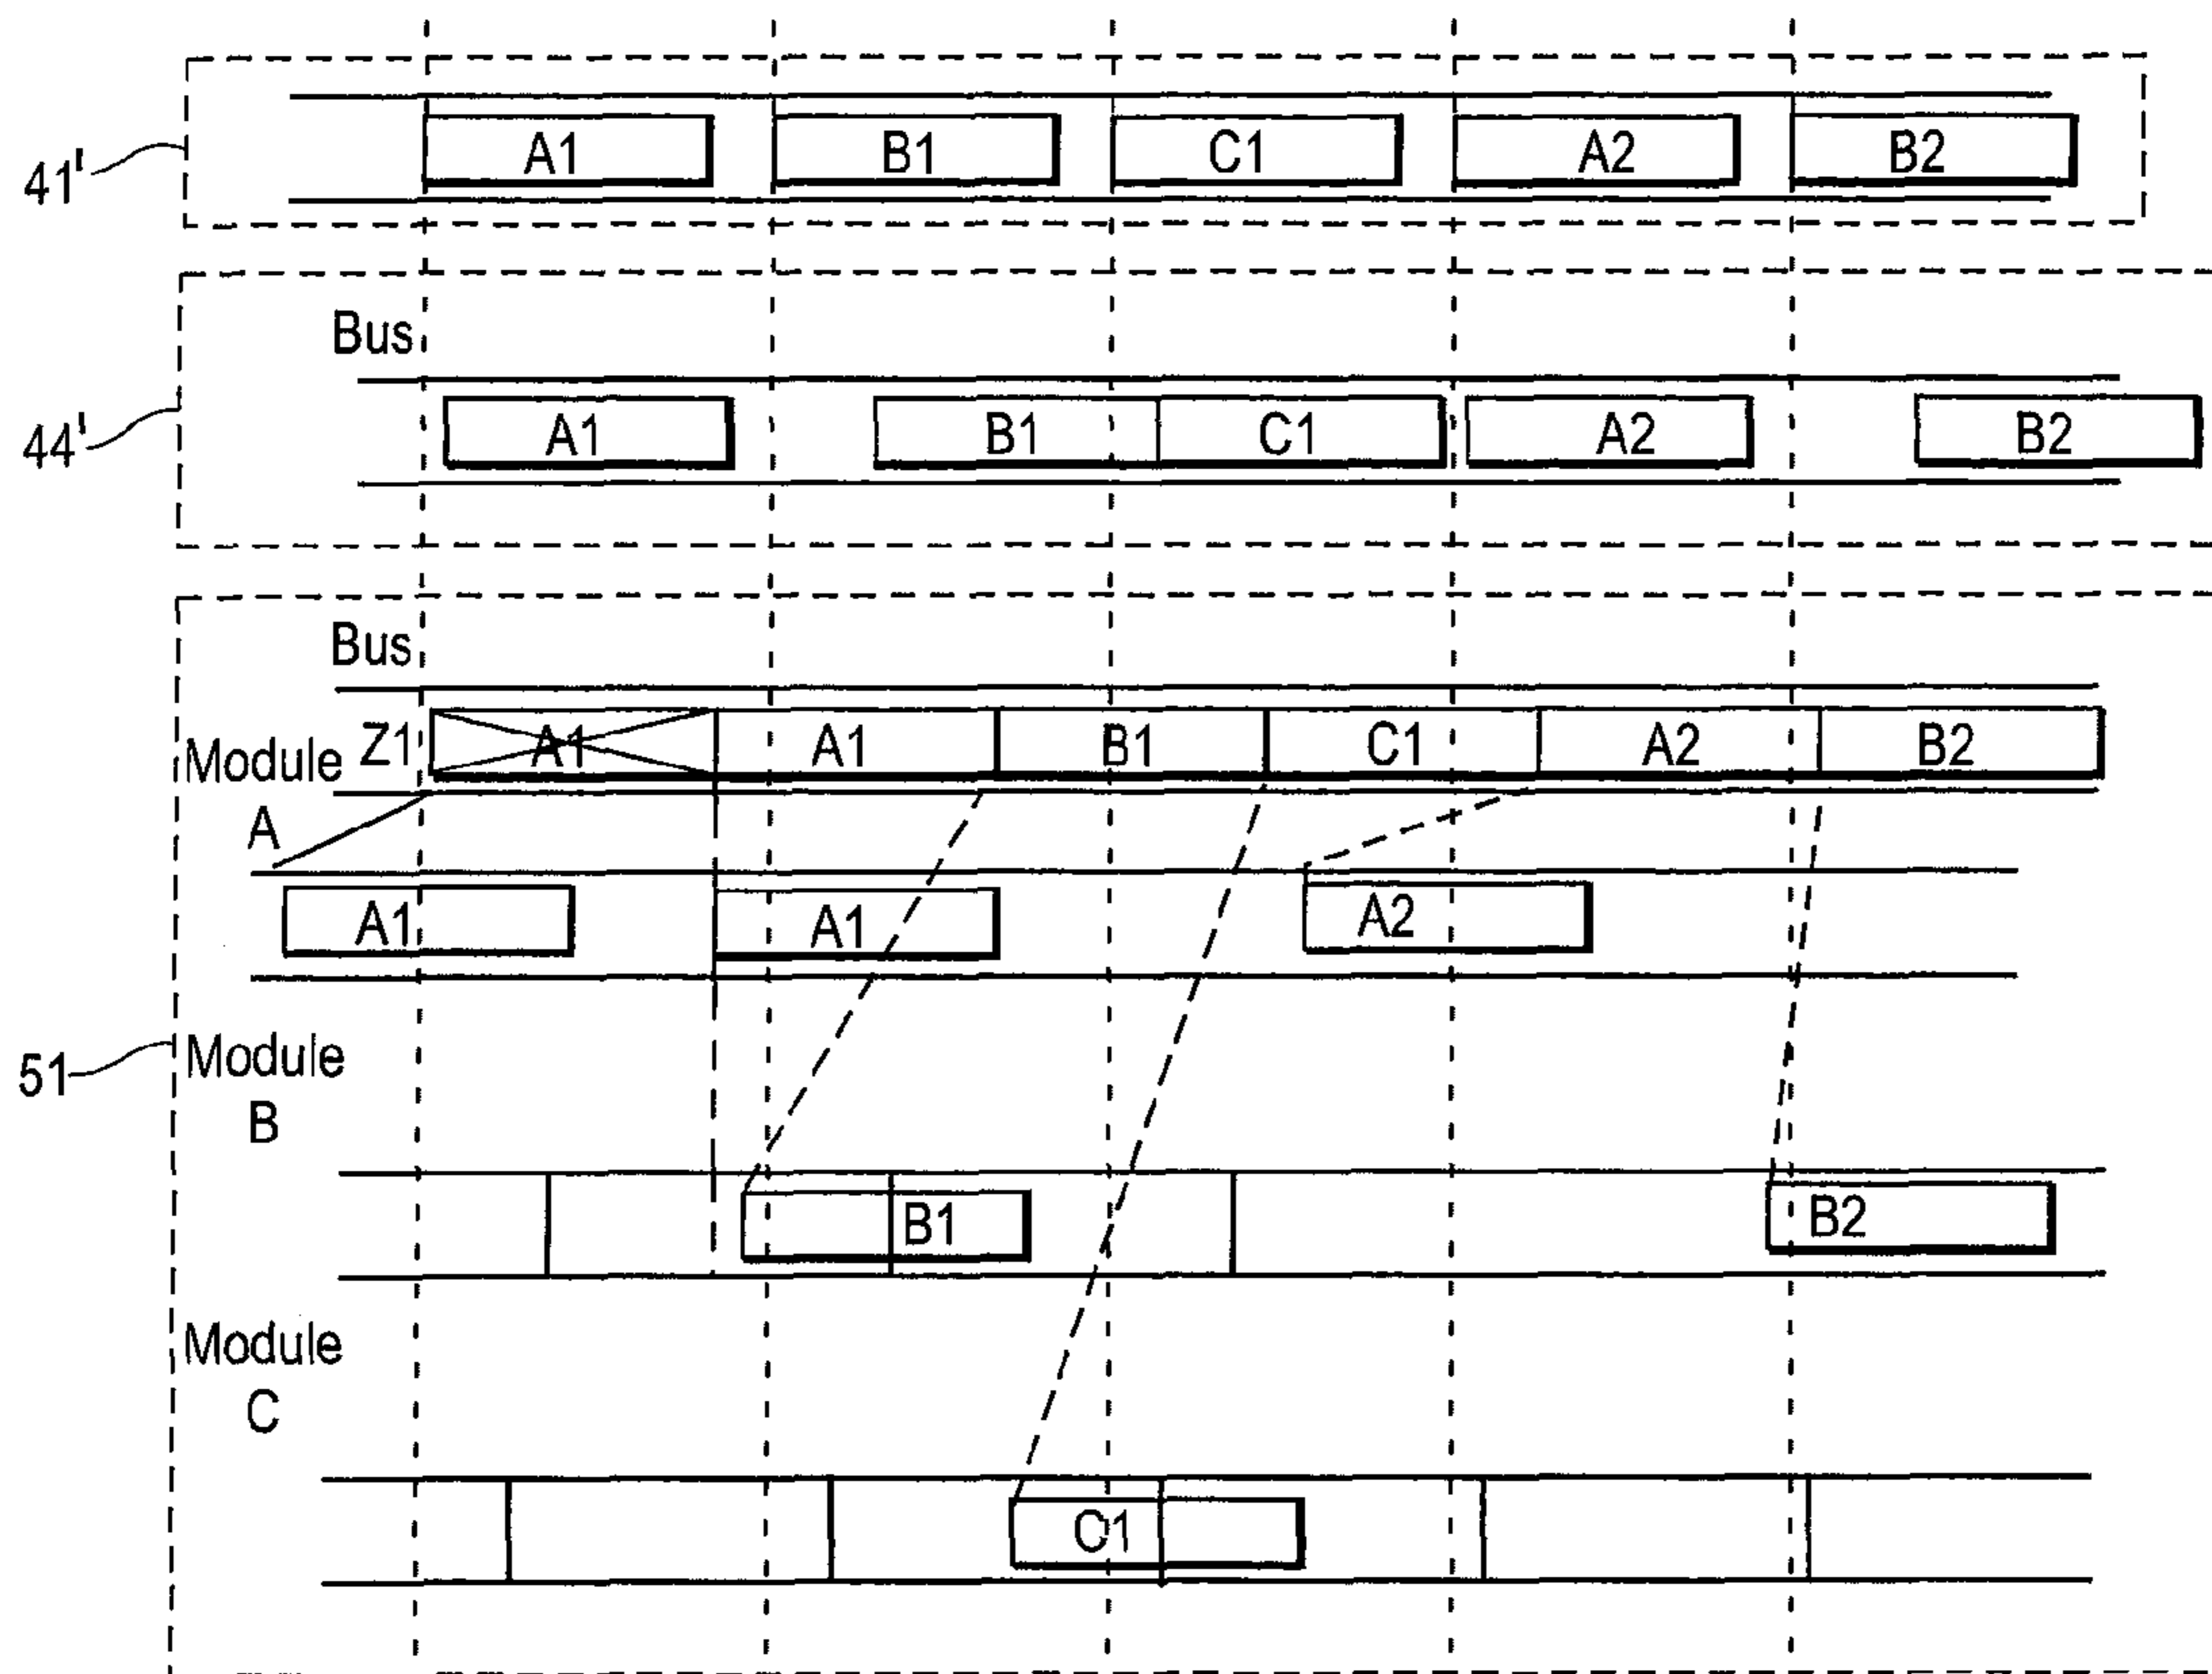 A1 B1 C1 A2 B2
41'
Bus
A1 B1 C1 A2 B2
44'
Bus
Z1 A1 A1 B1 C1 A2 B2
Module
A
A1 A1 A2
51
Module
B
B1 B2
Module
C
C1